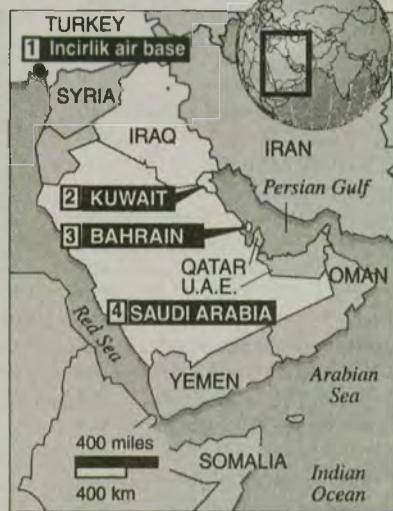 TURKEY
1 Incirlik air base
SYRIA
IRAQ
IRAN
Persian Gulf
2 KUWAIT
3 BAHRAIN
QATAR
U.A.E.
OMAN
4 SAUDI ARABIA
Red Sea
YEMEN
Arabian
Sea
400 miles
400 km
SOMALIA
Indian
Ocean